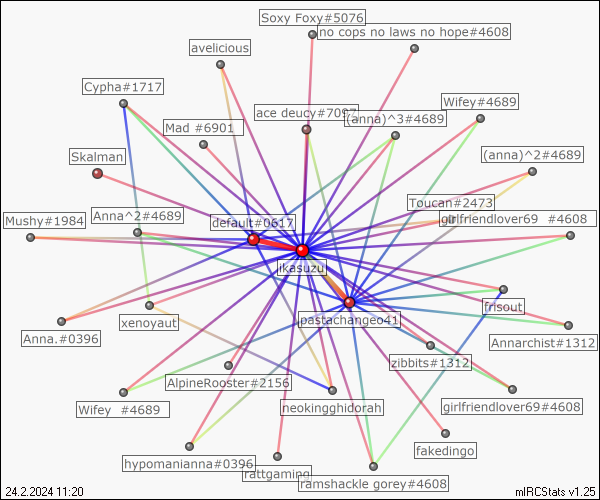 Soxy Foxy#5076
no cops no laws no hope#4608
avelicious
Cypha#1717
Wifey#4689
ace deucy#7097
(anna)^3#4689
Mad #6901
Skalman
(anna)^2#4689
Toucan#2473
Mushy#1984
Anna^2#4689
default#0617
girlfriendlover69 #4608
ikasuzu
pastachangeo41
frisout
xenoyaut
Anna.#0396
Annarchist#1312
zibbits#1312
AlpineRooster#2156
Wifey #4689
neokingghidorah
girlfriendlover69#4608
hypomanianna#0396
fakedingo
rattgaming
ramshackle gorey#4608
24.2.2024 11:20
mIRCStats v1.25